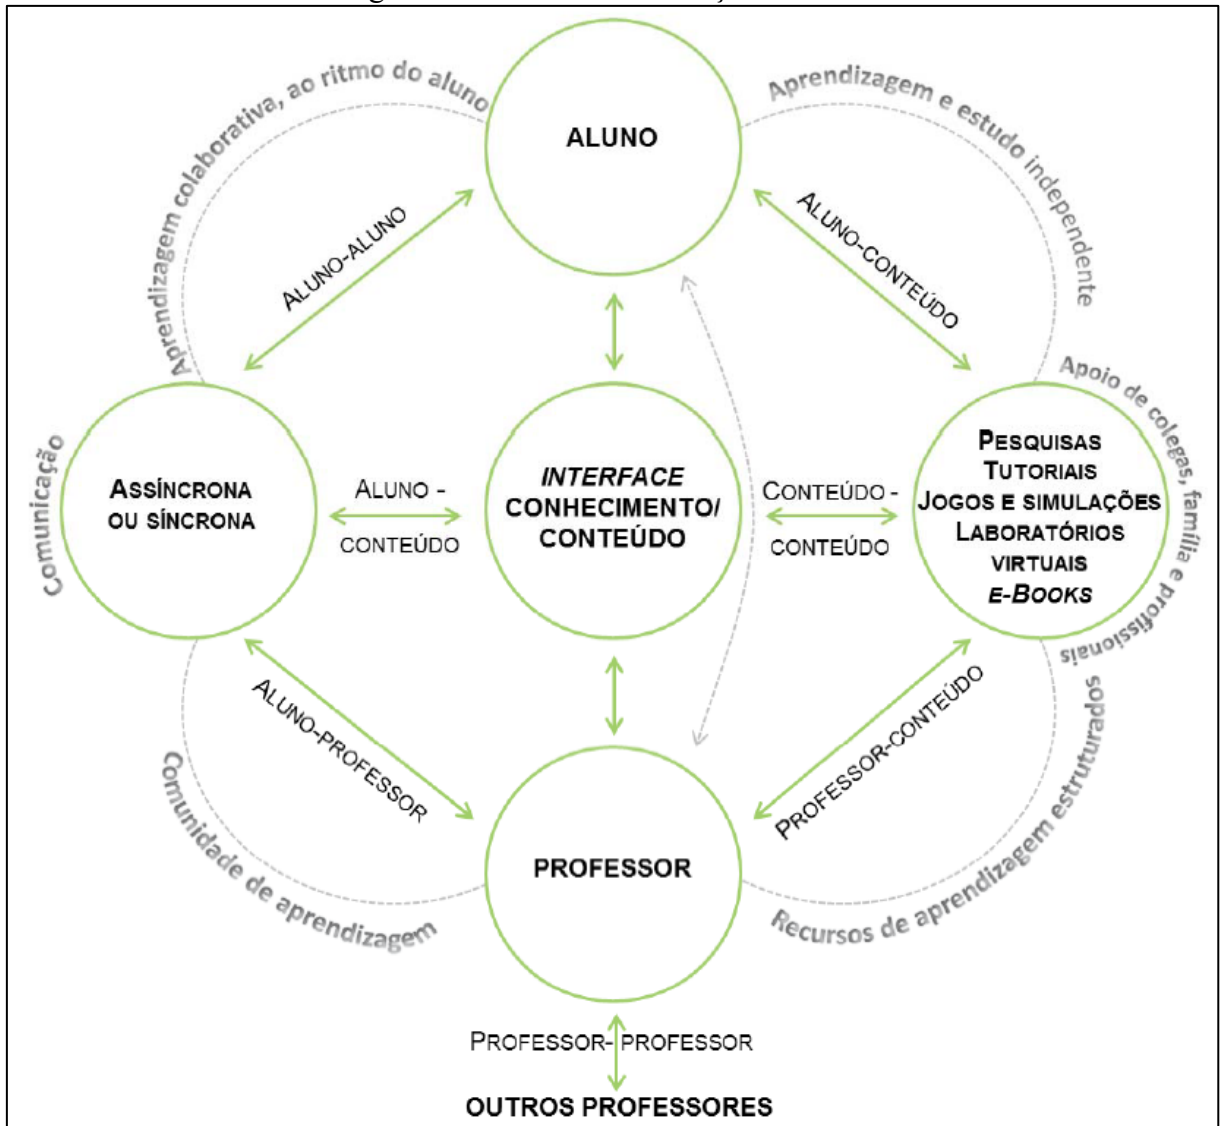 Aprendizagem colaborativa, ao ritmo do aluno
Aprendizagem e estudo independente
ALUNO
ALUNO-ALUNO
ALUNO-CONTEÚDO
Comunicação
ASSÍNCRONA
OU SÍNCRONA
ALUNO -
CONTEÚDO
INTERFACE
CONHECIMENTO/
CONTEÚDO
CONTEÚDO -
CONTEÚDO
PESQUISAS
TUTORIAIS
JOGOS E SIMULAÇÕES
LABORATÓRIOS
VIRTUAIS
E-BOOKS
Apoio de colegas, família e profissionais
ALUNO-PROFESSOR
PROFESSOR-CONTEÚDO
Comunidade de aprendizagem
PROFESSOR
Recursos de aprendizagem estruturados
PROFESSOR- PROFESSOR
OUTROS PROFESSORES